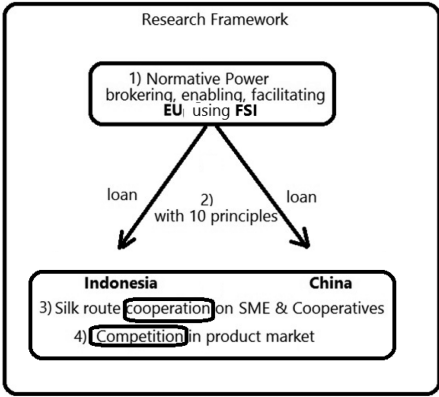 Research Framework
1) Normative Power
brokering, enabling, facilitating
EU using FSI
loan
2)
loan
with 10 principles
Indonesia
China
3) Silk route cooperation on SME & Cooperatives
4) Competition in product market